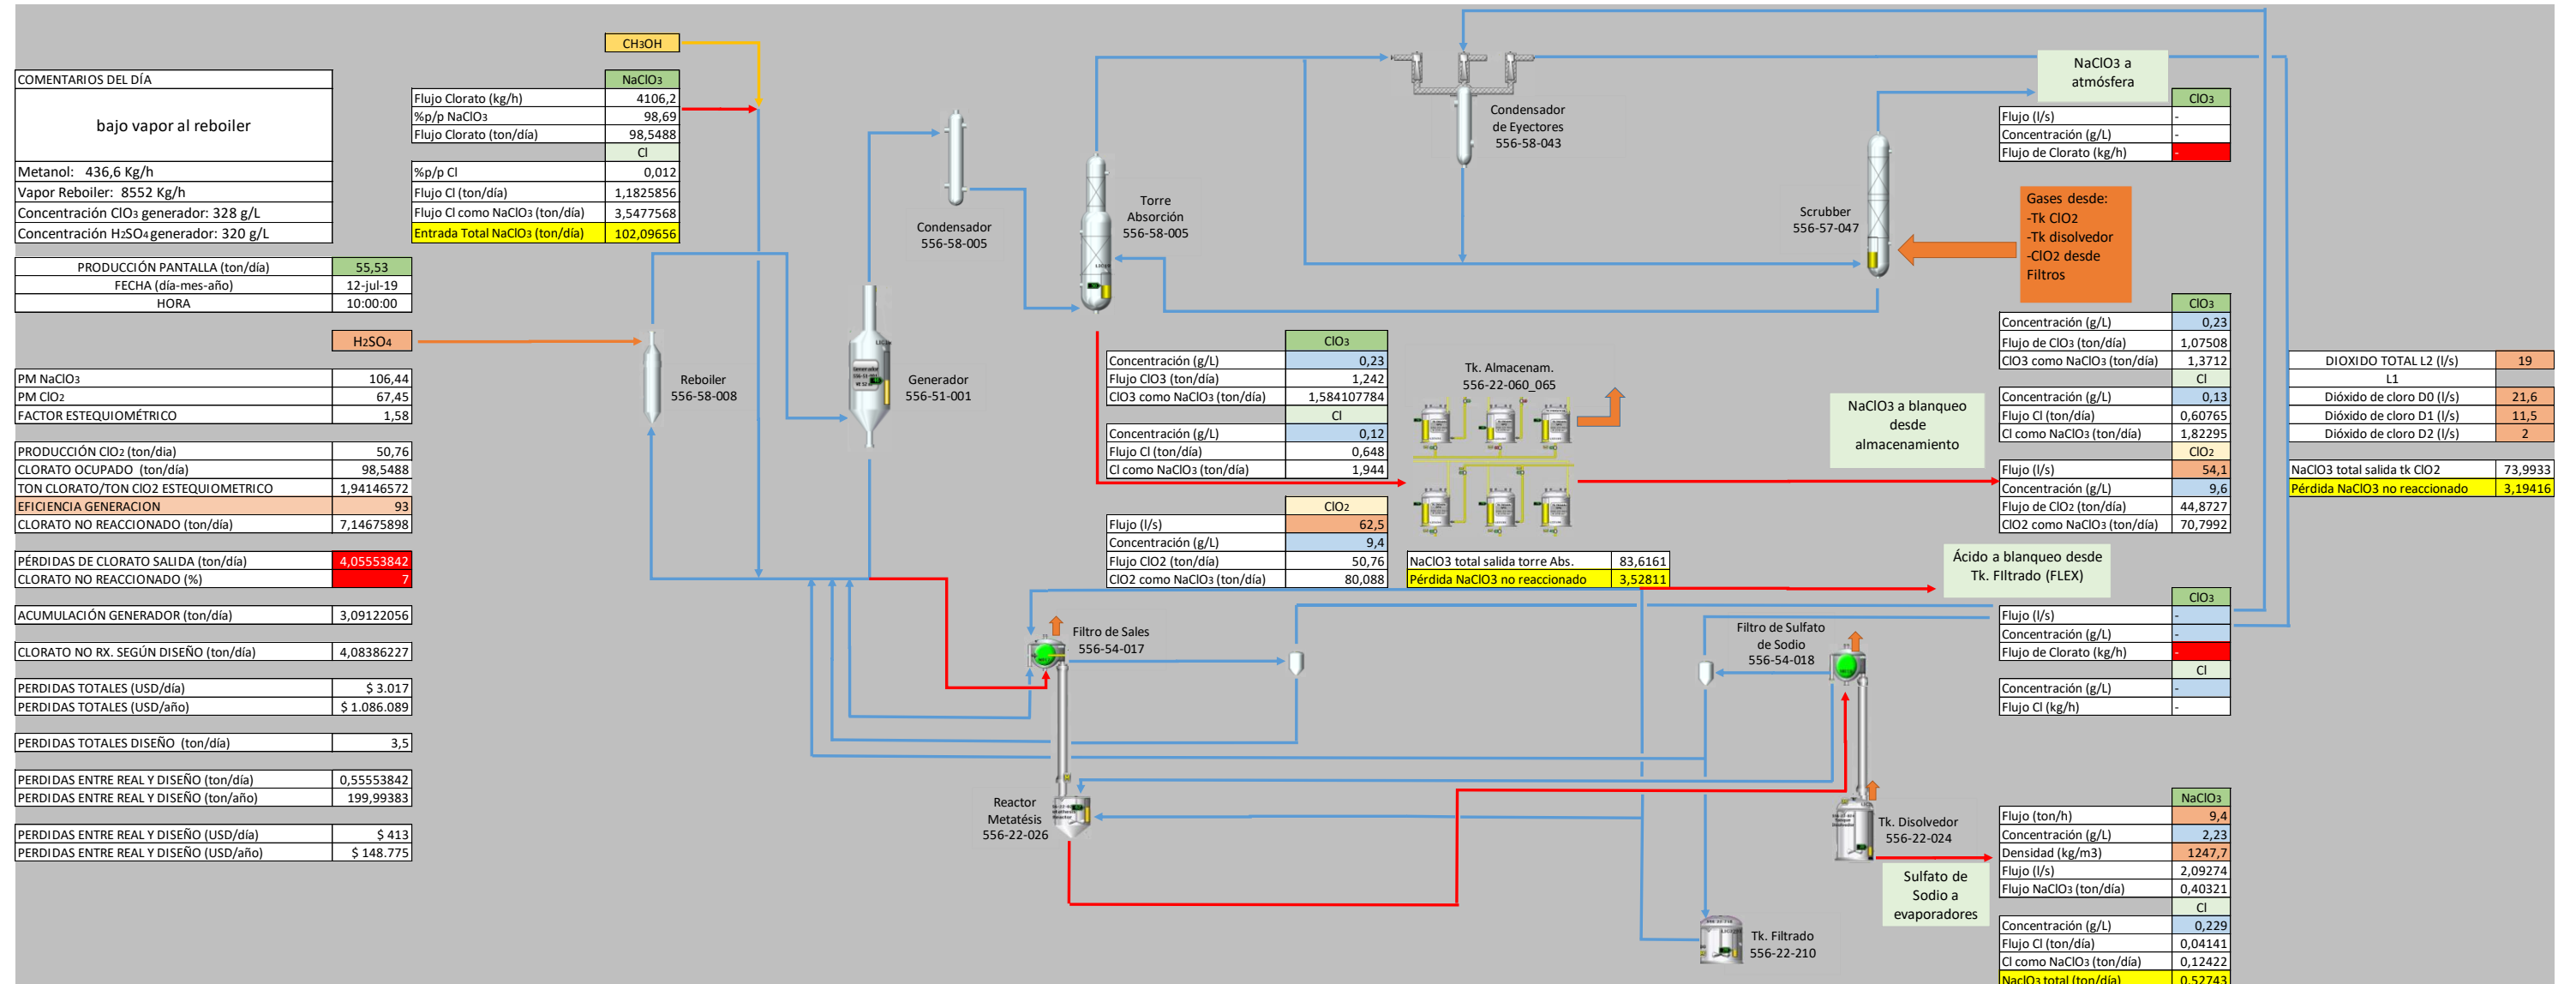 CH3OH
COMENTARIOS DEL DÍA
bajo vapor al reboiler
Metanol: 436,6 Kg/h
Vapor Reboiler: 8552 Kg/h
Concentración ClO3 generador: 328 g/L
Concentración H2SO4 generador: 320 g/L
NaClO3
Flujo Clorato (kg/h) 4106,2
%p/p NaClO3 98,69
Flujo Clorato (ton/día) 98,5488
Cl
%p/p Cl 0,012
Flujo Cl (ton/día) 1,1825856
Flujo Cl como NaClO3 (ton/día) 3,5477568
Entrada Total NaClO3 (ton/día) 102,09656
PRODUCCIÓN PANTALLA (ton/día) 55,53
FECHA (día-mes-año) 12-jul-19
HORA 10:00:00
H2SO4
PM NaClO3 106,44
PM ClO2 67,45
FACTOR ESTEQUIOMÉTRICO 1,58
PRODUCCIÓN ClO2 (ton/dia) 50,76
CLORATO OCUPADO (ton/día) 98,5488
TON CLORATO/TON ClO2 ESTEQUIOMETRICO 1,94146572
EFICIENCIA GENERACION 93
CLORATO NO REACCIONADO (ton/día) 7,14675898
PÉRDIDAS DE CLORATO SALIDA (ton/día) 4,05553842
CLORATO NO REACCIONADO (%) 7
ACUMULACIÓN GENERADOR (ton/día) 3,09122056
CLORATO NO RX. SEGÚN DISEÑO (ton/día) 4,08386227
PERDIDAS TOTALES (USD/día) $ 3.017
PERDIDAS TOTALES (USD/año) $ 1.086.089
PERDIDAS TOTALES DISEÑO (ton/día) 3,5
PERDIDAS ENTRE REAL Y DISEÑO (ton/día) 0,55553842
PERDIDAS ENTRE REAL Y DISEÑO (ton/año) 199,99383
PERDIDAS ENTRE REAL Y DISEÑO (USD/día) $ 413
PERDIDAS ENTRE REAL Y DISEÑO (USD/año) $ 148.775
Reboiler
556-58-008
Generador
556-51-001
Condensador
556-58-005
Torre
Absorción
556-58-005
Condensador
de Eyectores
556-58-043
Scrubber
556-57-047
NaClO3 a
atmósfera
ClO3
Flujo (l/s) -
Concentración (g/L) -
Flujo de Clorato (kg/h) -
Gases desde:
-Tk ClO2
-Tk disolvedor
-ClO2 desde
Filtros
ClO3
Concentración (g/L) 0,23
Flujo ClO3 (ton/día) 1,242
ClO3 como NaClO3 (ton/día) 1,584107784
Cl
Concentración (g/L) 0,12
Flujo Cl (ton/día) 0,648
Cl como NaClO3 (ton/día) 1,944
ClO2
Flujo (l/s) 62,5
Concentración (g/L) 9,4
Flujo ClO2 (ton/día) 50,76
ClO2 como NaClO3 (ton/día) 80,088
Tk. Almacenam.
556-22-060_065
NaClO3 total salida torre Abs. 83,6161
Pérdida NaClO3 no reaccionado 3,52811
NaClO3 a blanqueo
desde
almacenamiento
ClO3
Concentración (g/L) 0,23
Flujo de ClO3 (ton/día) 1,07508
ClO3 como NaClO3 (ton/día) 1,3712
Cl
Concentración (g/L) 0,13
Flujo Cl (ton/día) 0,60765
Cl como NaClO3 (ton/día) 1,82295
ClO2
Flujo (l/s) 54,1
Concentración (g/L) 9,6
Flujo de ClO2 (ton/día) 44,8727
ClO2 como NaClO3 (ton/día) 70,7992
DIOXIDO TOTAL L2 (l/s) 19
L1
Dióxido de cloro D0 (l/s) 21,6
Dióxido de cloro D1 (l/s) 11,5
Dióxido de cloro D2 (l/s) 2
NaClO3 total salida tk ClO2 73,9933
Pérdida NaClO3 no reaccionado 3,19416
Ácido a blanqueo desde
Tk. FIltrado (FLEX)
ClO3
Flujo (l/s) -
Concentración (g/L) -
Flujo de Clorato (kg/h) -
Cl
Concentración (g/L) -
Flujo Cl (kg/h) -
Filtro de Sales
556-54-017
Filtro de Sulfato
de Sodio
556-54-018
Reactor
Metatésis
556-22-026
Tk. Disolvedor
556-22-024
Tk. Filtrado
556-22-210
Sulfato de
Sodio a
evaporadores
NaClO3
Flujo (ton/h) 9,4
Concentración (g/L) 2,23
Densidad (kg/m3) 1247,7
Flujo (l/s) 2,09274
Flujo NaClO3 (ton/día) 0,40321
Cl
Concentración (g/L) 0,229
Flujo Cl (ton/día) 0,04141
Cl como NaClO3 (ton/día) 0,12422
NaClO3 total (ton/día) 0,52743